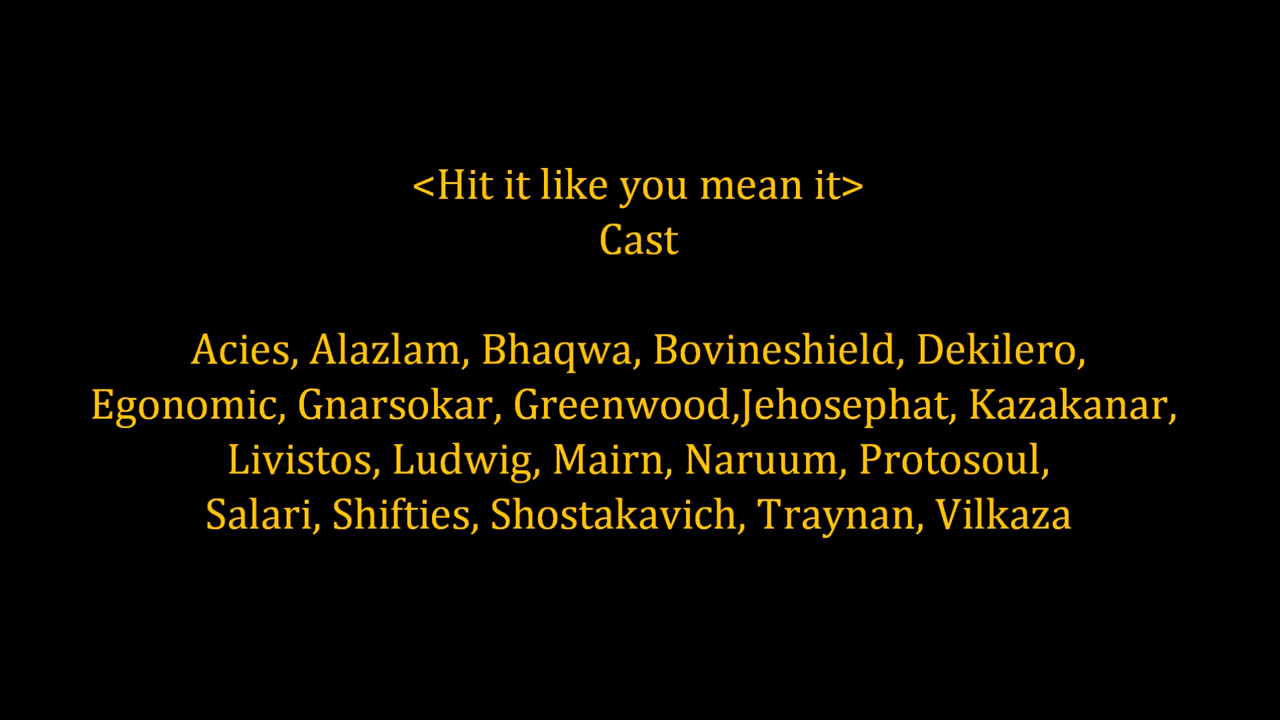 <Hit it like you mean it>
Cast
Acies, Alazlam, Bhaqwa, Bovineshield, Dekilero,
Egonomic, Gnarsokar, Greenwood,Jehosephat, Kazakanar,
Livistos, Ludwig, Mairn, Naruum, Protosoul,
Salari, Shifties, Shostakavich, Traynan, Vilkaza